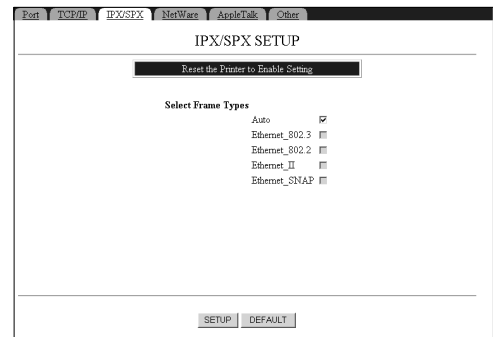 Port TCP/IP IPX/SPX NetWare AppleTalk Other
IPX/SPX SETUP
Reset the Printer to Enable Setting
Select Frame Types
Auto
Ethernet_802.3
Ethernet_802.2
Ethernet_II
Ethernet_SNAP
SETUP DEFAULT